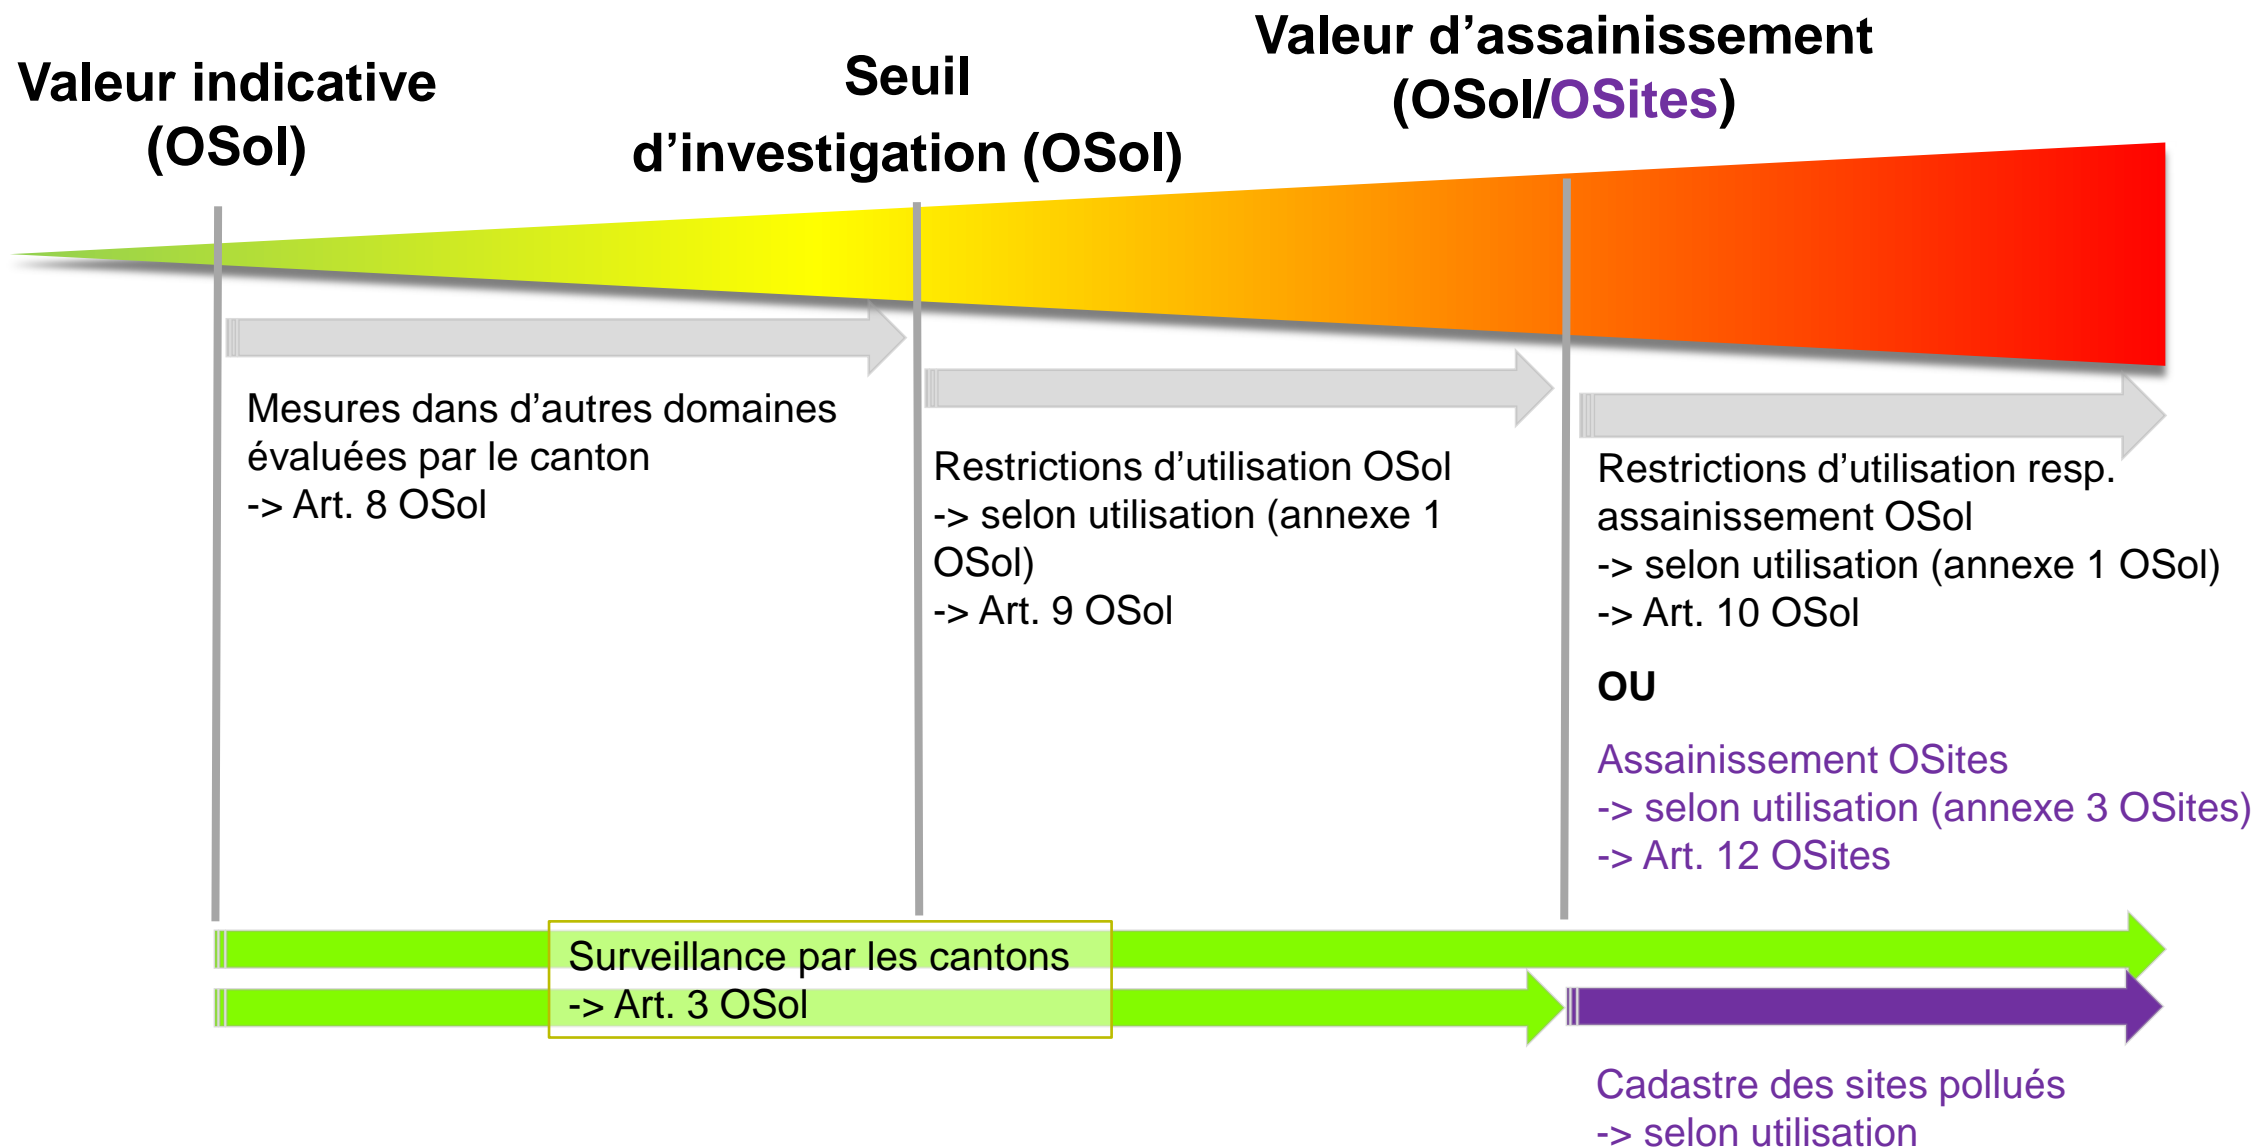 Valeur indicative
(OSol)
Seuil
d’investigation (OSol)
Valeur d’assainissement
(OSol/OSites)
Mesures dans d’autres domaines
évaluées par le canton
-> Art. 8 OSol
Restrictions d’utilisation OSol
-> selon utilisation (annexe 1
OSol)
-> Art. 9 OSol
Restrictions d’utilisation resp.
assainissement OSol
-> selon utilisation (annexe 1 OSol)
-> Art. 10 OSol
OU
Assainissement OSites
-> selon utilisation (annexe 3 OSites)
-> Art. 12 OSites
Surveillance par les cantons
-> Art. 3 OSol
Cadastre des sites pollués
-> selon utilisation